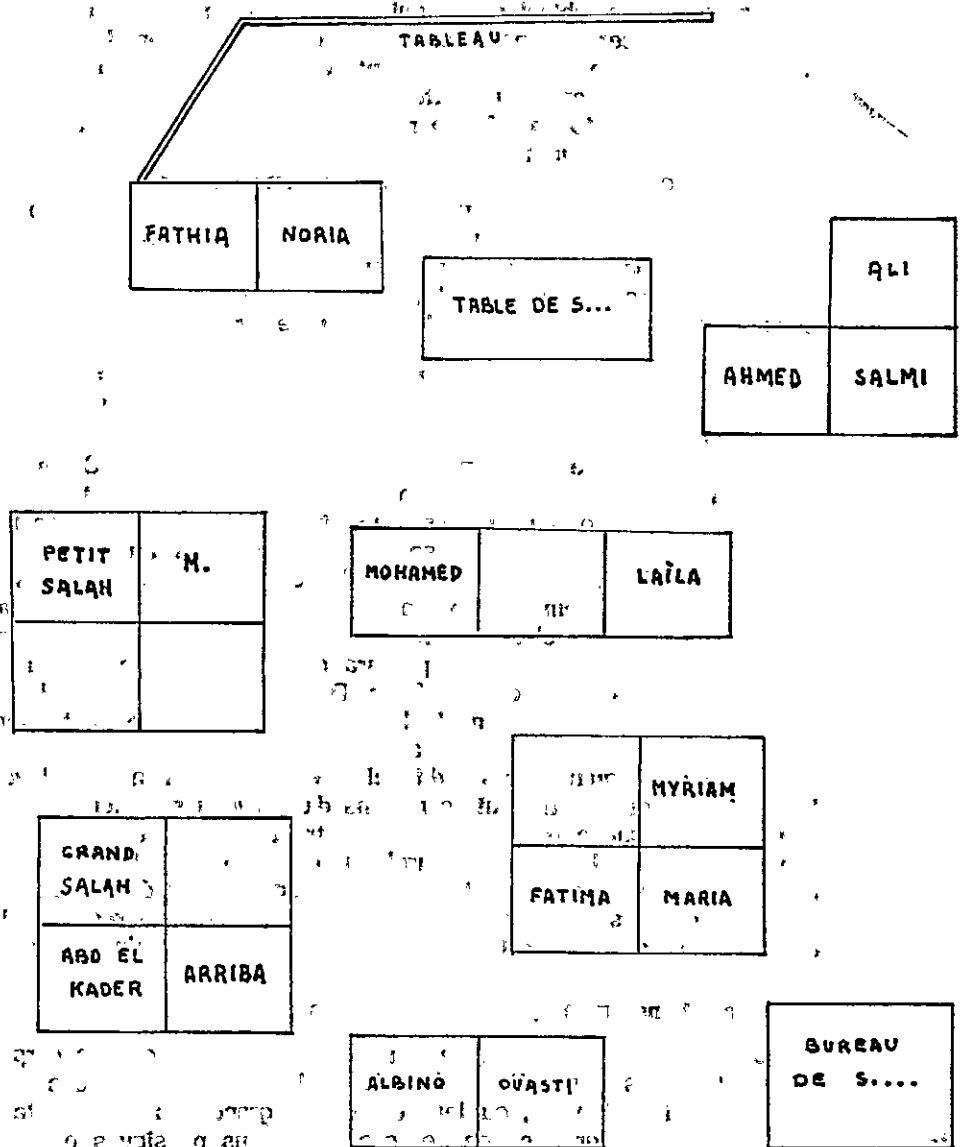 TABLEAU
FATHIA
NORIA
TABLE DE S...
ALI
AHMED
SALMI
PETIT
SALAH
M.
MOHAMED
LAÏLA
MYRIAM
FATIMA
MARIA
GRAND
SALAH
ABD EL
KADER
ARRIBA
ALBINO
OUASTI
BUREAU
DE S....